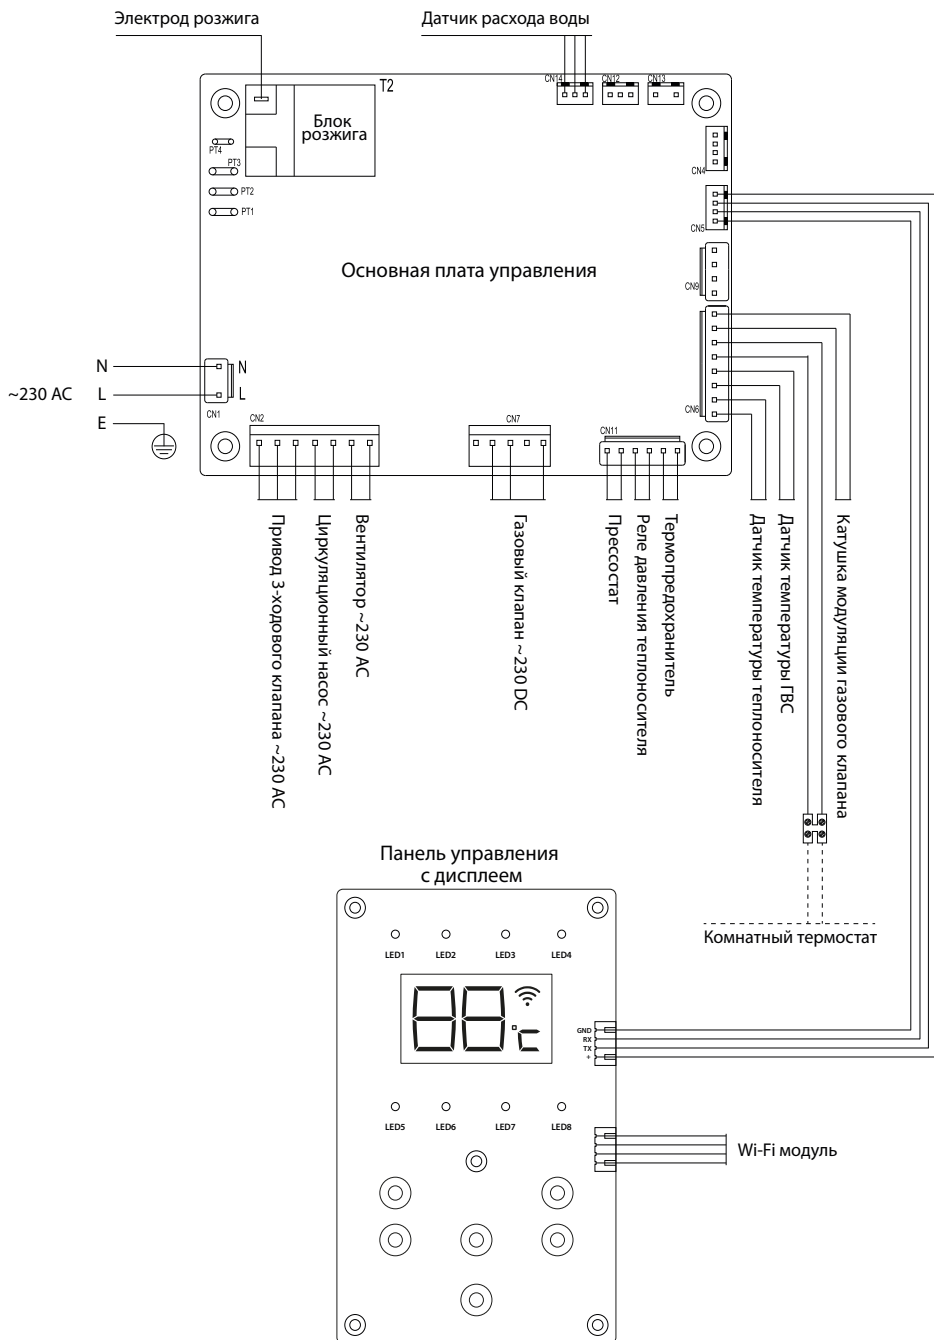 Электрод розжига
Датчик расхода воды
CN14
CN12
CN13
T2
Блок
розжига
PT4
PT3
PT2
PT1
CN4
CN5
Основная плата управления
CN9
N
N
~230 AC
L
L
E
CN1
CN2
CN7
CN11
CN6
Привод 3-ходового клапана ~230 AC
Циркуляционный насос ~230 AC
Вентилятор ~230 AC
Газовый клапан ~230 DC
Прессостат
Реле давления теплоносителя
Термопредохранитель
Датчик температуры теплоносителя
Датчик температуры ГВС
Катушка модуляции газового клапана
Комнатный термостат
Панель управления
с дисплеем
LED1
LED2
LED3
LED4
88°C
GND
RX
TX
+
LED5
LED6
LED7
LED8
Wi-Fi модуль